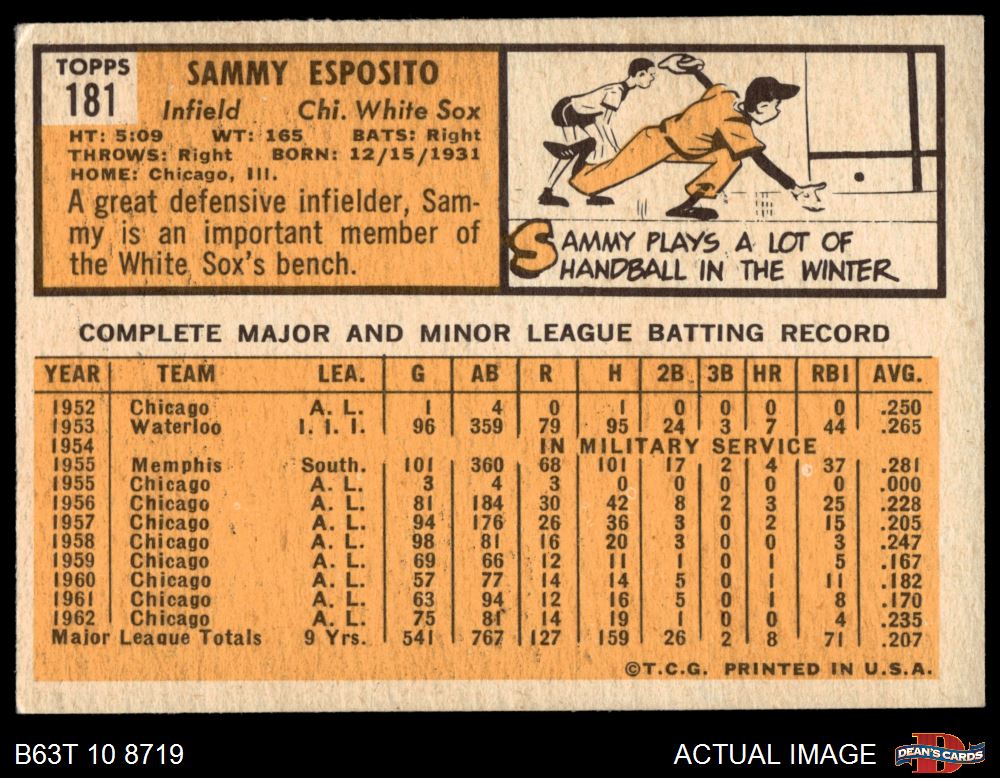 TOPPS
181
SAMMY ESPOSITO
Infield Chi. White Sox
HT: 5:09 WT: 165 BATS: Right
THROWS: Right BORN: 12/15/1931
HOME: Chicago, Ill.
A great defensive infielder, Sam-
my is an important member of
the White Sox's bench.
SAMMY PLAYS A LOT OF
HANDBALL IN THE WINTER
COMPLETE MAJOR AND MINOR LEAGUE BATTING RECORD
YEAR TEAM LEA. G AB R H 2B 3B HR RBI AVG.
1952 Chicago A. L. 1 4 0 1 0 0 0 0 .250
1953 Waterloo I. I. I. 96 359 79 95 24 3 7 44 .265
1954 IN MILITARY SERVICE
1955 Memphis South. 101 360 68 101 17 2 4 37 .281
1955 Chicago A. L. 3 4 3 0 0 0 0 0 .000
1956 Chicago A. L. 81 184 30 42 8 2 3 25 .228
1957 Chicago A. L. 94 176 26 36 3 0 2 15 .205
1958 Chicago A. L. 98 81 16 20 3 0 0 3 .247
1959 Chicago A. L. 69 66 12 11 1 0 1 5 .167
1960 Chicago A. L. 57 77 14 14 5 0 1 11 .182
1961 Chicago A. L. 63 94 12 16 5 0 1 8 .170
1962 Chicago A. L. 75 81 14 19 1 0 0 4 .235
Major League Totals 9 Yrs. 541 767 127 159 26 2 8 71 .207
©T.C.G. PRINTED IN U.S.A.
B63T 10 8719 ACTUAL IMAGE DEAN'S CARDS